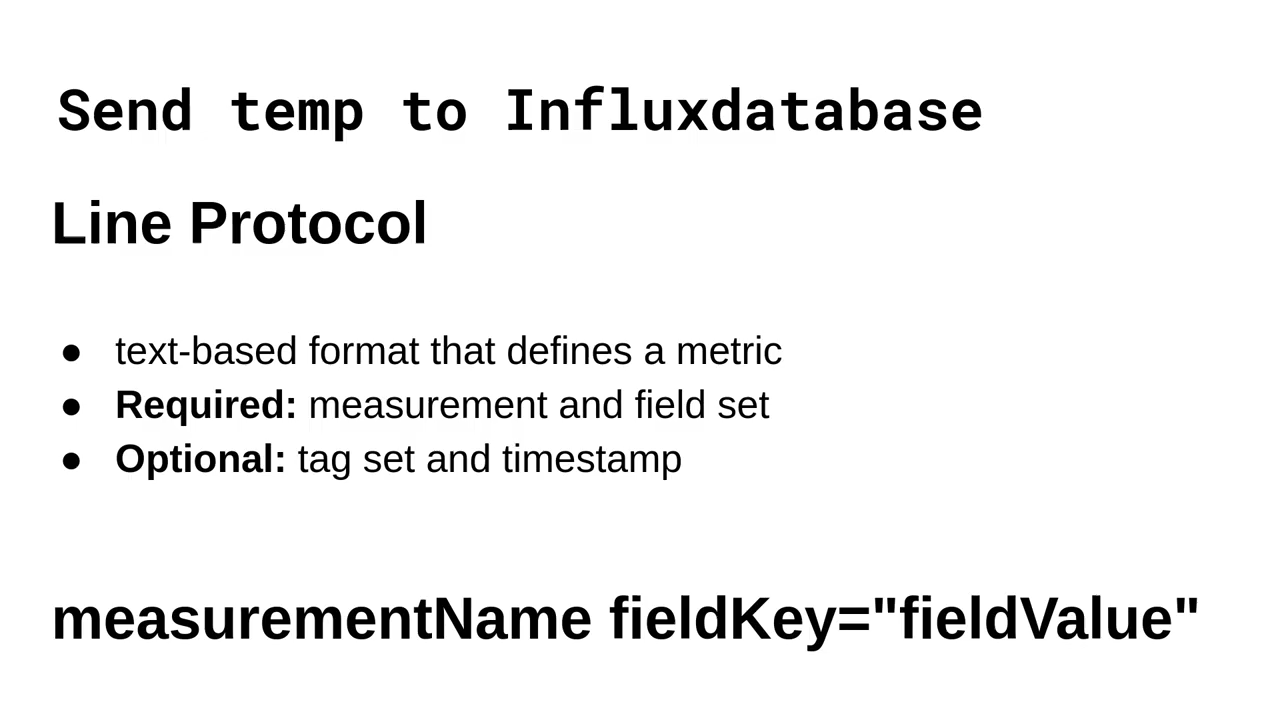 Send temp to Influxdatabase
Line Protocol
● text-based format that defines a metric
● Required: measurement and field set
● Optional: tag set and timestamp
measurementName fieldKey="fieldValue"